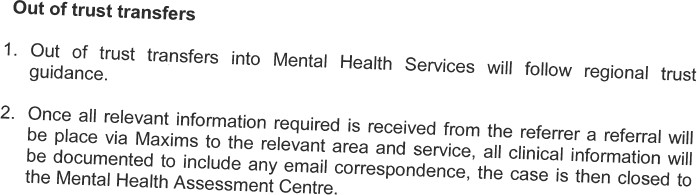 Out of trust transfers
1. Out of trust transfers into Mental Health Services will follow regional trust
guidance.
2. Once all relevant information required is received from the referrer a referral will
be place via Maxims to the relevant area and service, all clinical information will
be documented to include any email correspondence, the case is then closed to
the Mental Health Assessment Centre.